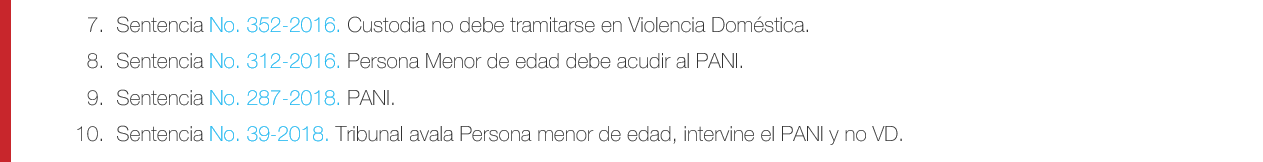 7. Sentencia No. 352-2016. Custodia no debe tramitarse en Violencia Doméstica.
8. Sentencia No. 312-2016. Persona Menor de edad debe acudir al PANI.
9. Sentencia No. 287-2018. PANI.
10. Sentencia No. 39-2018. Tribunal avala Persona menor de edad, intervine el PANI y no VD.